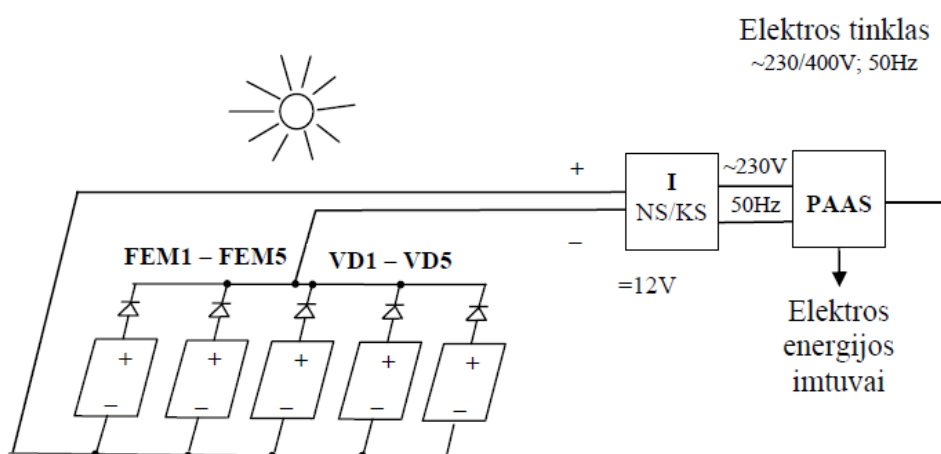 Elektros tinklas
~230/400V; 50Hz
+
I
NS/KS
~230V
50Hz
PAAS
–
FEM1 – FEM5
VD1 – VD5
=12V
Elektros
energijos
imtuvai
+ + + + +
– – – – –